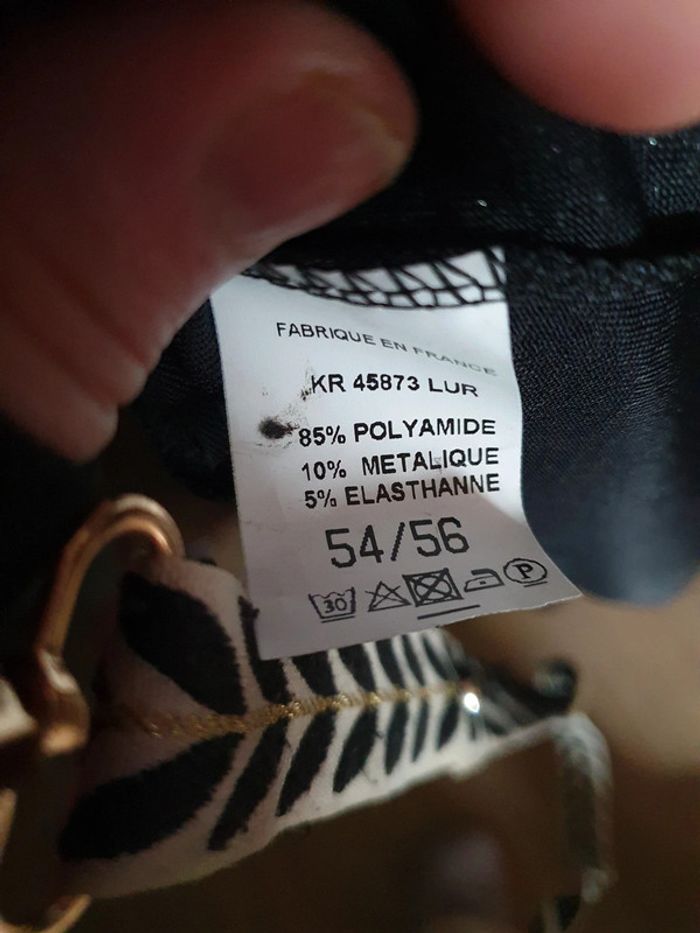 FABRIQUE EN FRANCE
KR 45873 LUR
85% POLYAMIDE
10% METALIQUE
5% ELASTHANNE
54/56
30 P